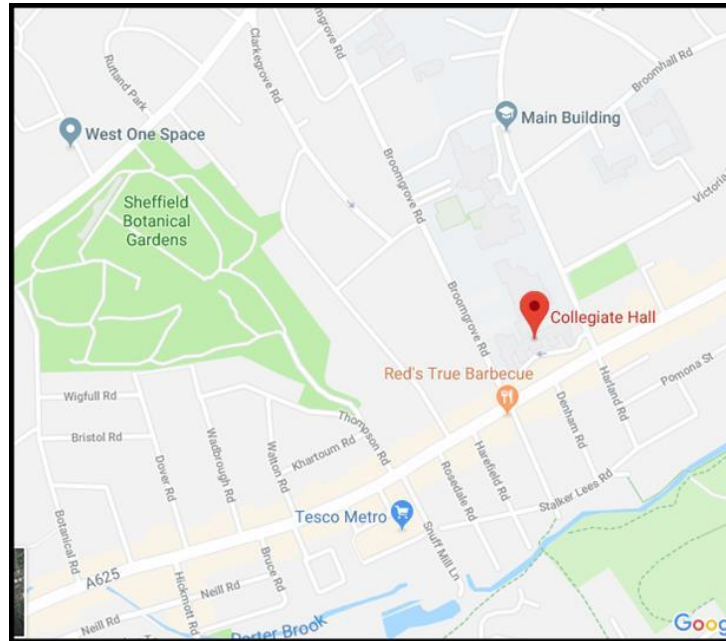 Rutland Park
Clarkegrove Rd
Broomgrove Rd
Broomhall Rd
Main Building
West One Space
Sheffield
Botanical
Gardens
Broomgrove Rd
Victoria
Broomgrove Rd
Collegiate Hall
Red's True Barbecue
Pomona St
Harland Rd
Denham Rd
Wigfull Rd
Thompson Rd
Bristol Rd
Khartoum Rd
Walton Rd
Wadbrough Rd
Dover Rd
Harefield Rd
Rosedale Rd
Stalker Lees Rd
Tesco Metro
Botanical Rd
Snuff Mill Ln
A625
Bruce Rd
Hickmott Rd
Neill Rd
Neill Rd
Porter Brook
Goog